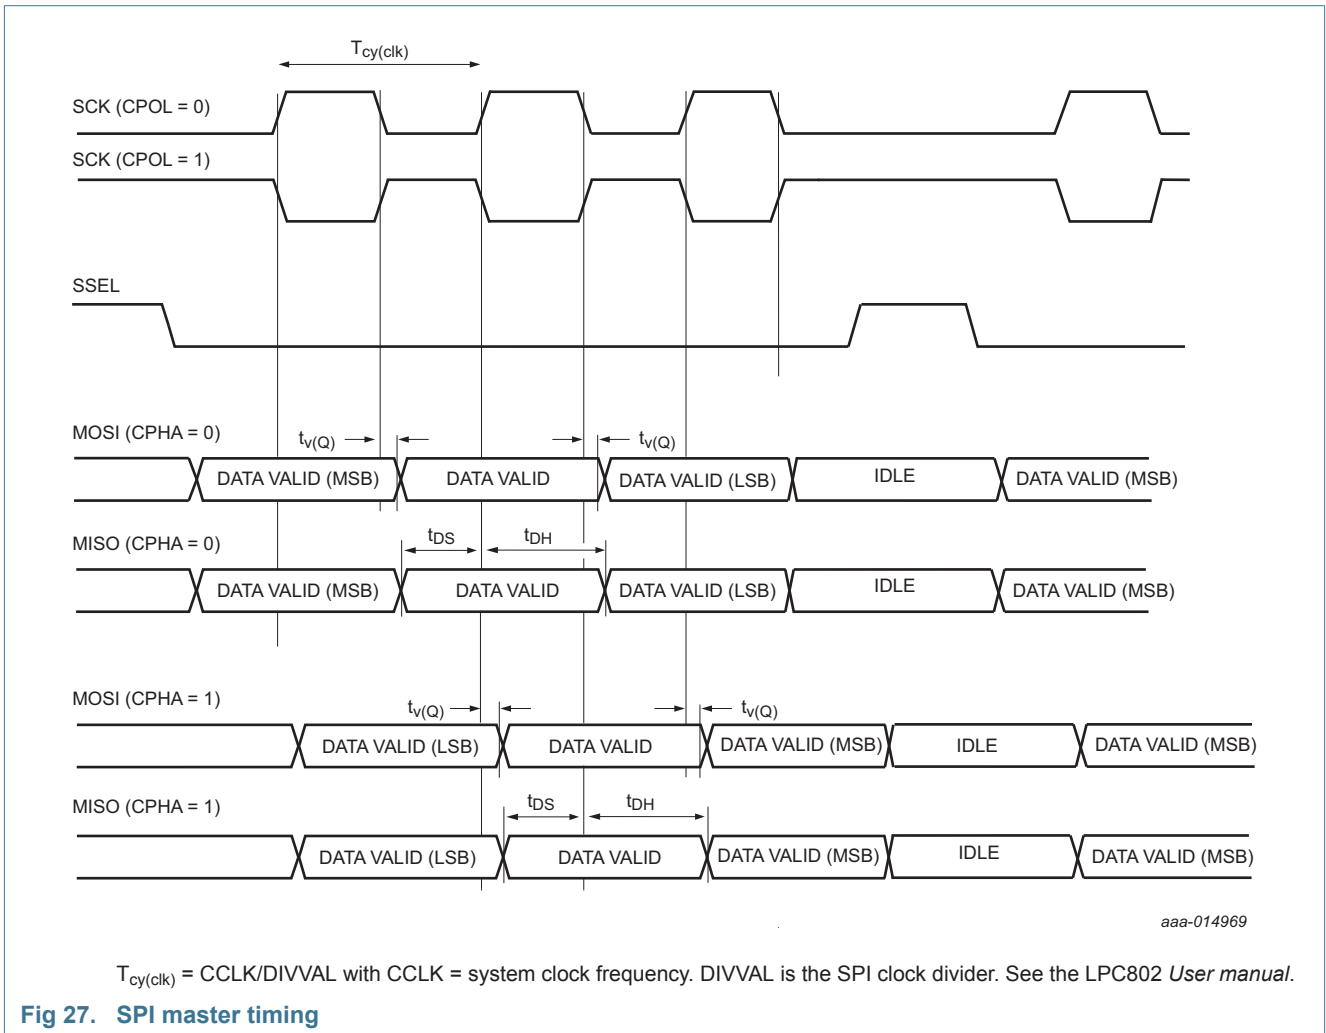 Tcy(clk)
SCK (CPOL = 0)
SCK (CPOL = 1)
SSEL
MOSI (CPHA = 0)
tv(Q) tv(Q)
DATA VALID (MSB) DATA VALID DATA VALID (LSB) IDLE DATA VALID (MSB)
MISO (CPHA = 0)
tDS tDH
DATA VALID (MSB) DATA VALID DATA VALID (LSB) IDLE DATA VALID (MSB)
MOSI (CPHA = 1)
tv(Q) tv(Q)
DATA VALID (LSB) DATA VALID DATA VALID (MSB) IDLE DATA VALID (MSB)
MISO (CPHA = 1)
tDS tDH
DATA VALID (LSB) DATA VALID DATA VALID (MSB) IDLE DATA VALID (MSB)
aaa-014969
Tcy(clk) = CCLK/DIVVAL with CCLK = system clock frequency. DIVVAL is the SPI clock divider. See the LPC802 User manual.
Fig 27. SPI master timing